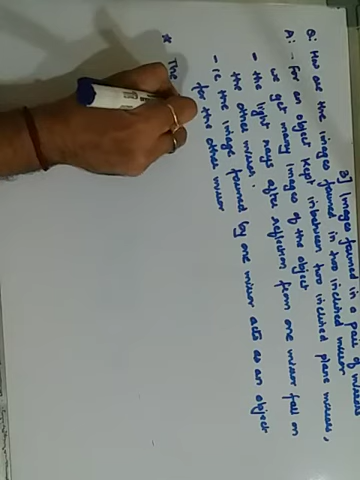 3] Images formed in a pair of mirrors
Q: How are the images formed in two inclined mirror
A: - For an object kept inbetween two inclined plane mirrors,
we get many images of the object
- the light rays after reflection from one mirror fall on
the other mirror.
- ie the image formed by one mirror acts as an object
for the other mirror
* The